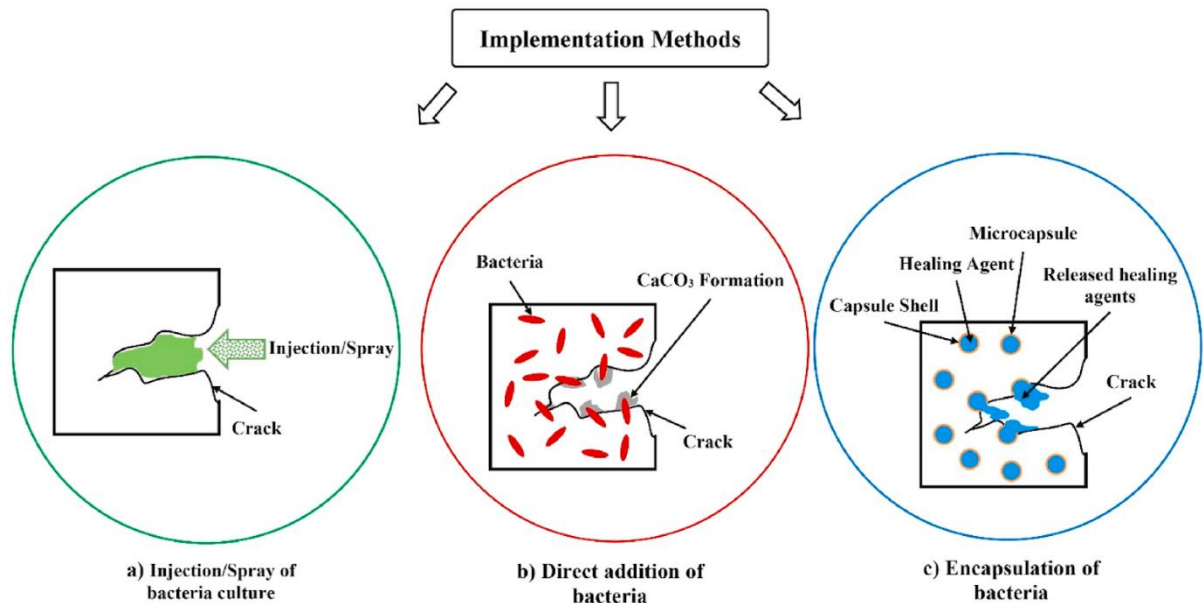 Implementation Methods
Injection/Spray
Crack
a) Injection/Spray of
bacteria culture
Bacteria
CaCO₃ Formation
Crack
b) Direct addition of
bacteria
Microcapsule
Healing Agent
Released healing
agents
Capsule Shell
Crack
c) Encapsulation of
bacteria